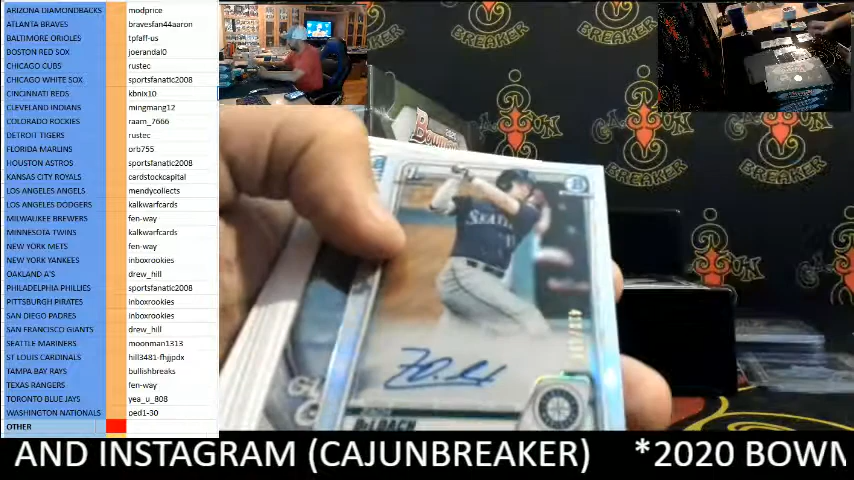 ARIZONA DIAMONDBACKS modprice
ATLANTA BRAVES bravesfan44aaron
BALTIMORE ORIOLES tpfaff-us
BOSTON RED SOX joerandal0
CHICAGO CUBS rustec
CHICAGO WHITE SOX sportsfanatic2008
CINCINNATI REDS kbnix10
CLEVELAND INDIANS mingmang12
COLORADO ROCKIES raam_7666
DETROIT TIGERS rustec
FLORIDA MARLINS orb755
HOUSTON ASTROS sportsfanatic2008
KANSAS CITY ROYALS cardstockcapital
LOS ANGELES ANGELS mendycollects
LOS ANGELES DODGERS kalkwarfcards
MILWAUKEE BREWERS fen-way
MINNESOTA TWINS kalkwarfcards
NEW YORK METS fen-way
NEW YORK YANKEES inboxrookies
OAKLAND A'S drew_hill
PHILADELPHIA PHILLIES sportsfanatic2008
PITTSBURGH PIRATES inboxrookies
SAN DIEGO PADRES inboxrookies
SAN FRANCISCO GIANTS drew_hill
SEATTLE MARINERS moonman1313
ST LOUIS CARDINALS hill3481-fhjjpdx
TAMPA BAY RAYS bullishbreaks
TEXAS RANGERS fen-way
TORONTO BLUE JAYS yea_u_808
WASHINGTON NATIONALS ped1-30
OTHER
BREAKER
CAJUN
BREAKER
CAJUN
BREAKER
SEATTLE
DELOACH
AND INSTAGRAM (CAJUNBREAKER) *2020 BOWM